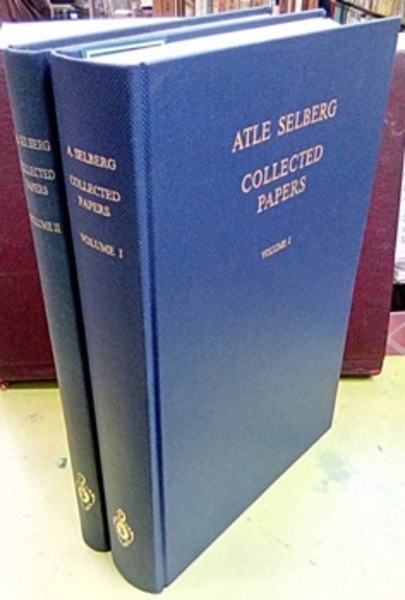 ATLE SELBERG
COLLECTED
PAPERS
VOLUME I
A. SELBERG
COLLECTED
PAPERS
VOLUME I
SELBERG
COLLECTED
PAPERS
VOLUME II